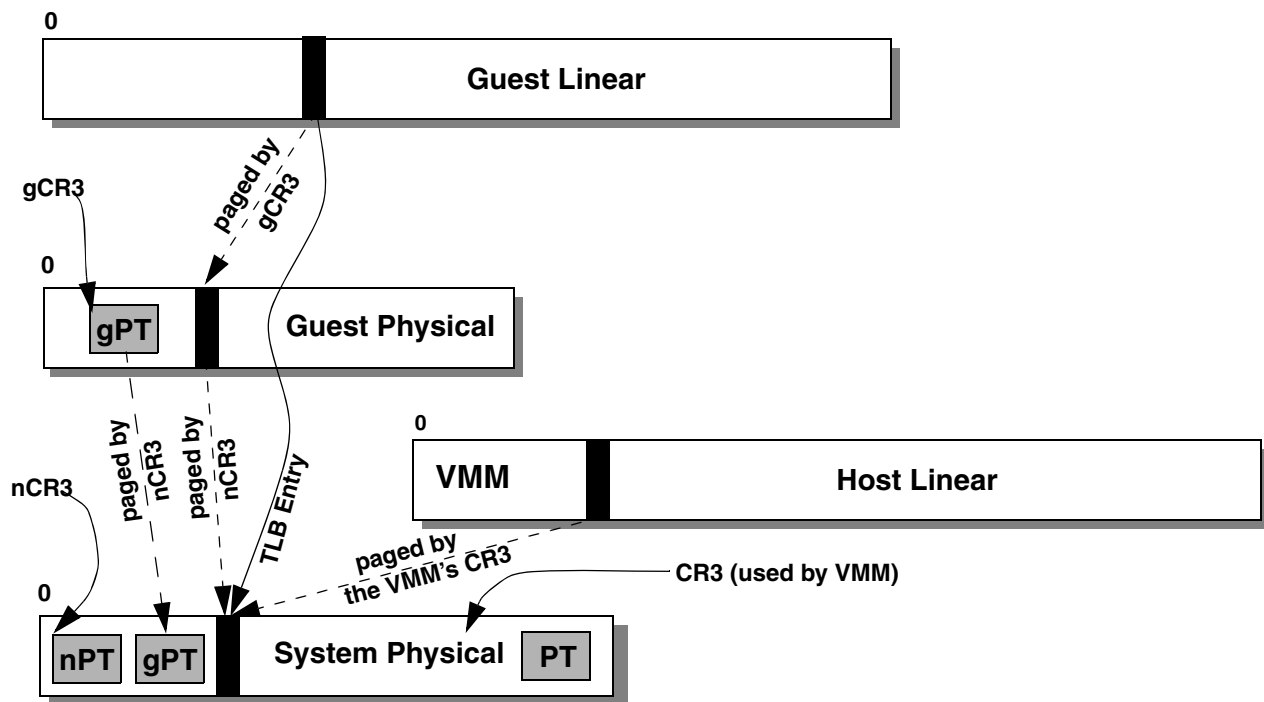 0
Guest Linear
paged by
gCR3
gCR3
0
gPT
Guest Physical
0
VMM
Host Linear
paged by
nCR3
paged by
nCR3
TLB Entry
nCR3
paged by
the VMM's CR3
CR3 (used by VMM)
0
nPT
gPT
System Physical
PT